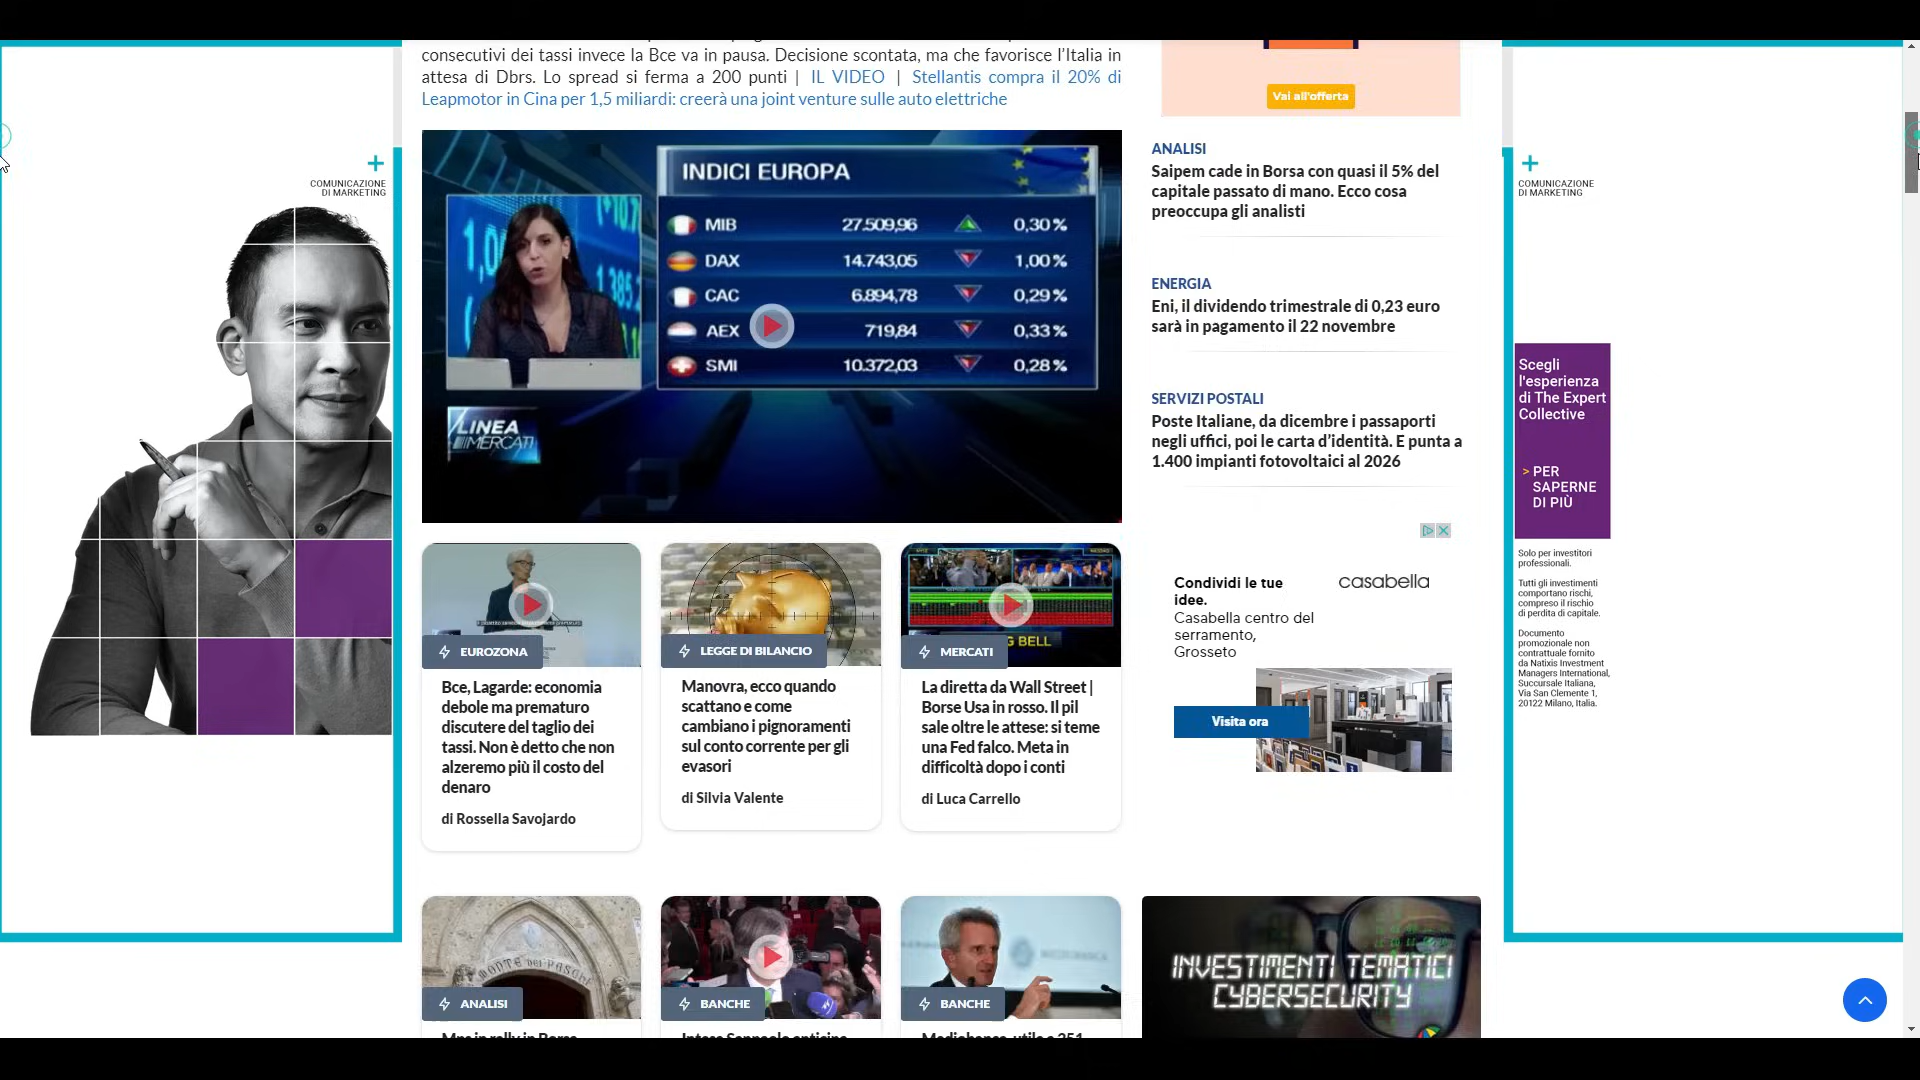 consecutivi dei tassi invece la Bce va in pausa. Decisione scontata, ma che favorisce l'Italia in
attesa di Dbrs. Lo spread si ferma a 200 punti | IL VIDEO | Stellantis compra il 20% di
Leapmotor in Cina per 1,5 miliardi: creerà una joint venture sulle auto elettriche
INDICI EUROPA
MIB 27.509,96 0,30%
DAX 14.743,05 1,00%
CAC 6.894,78 0,29%
AEX 719,84 0,33%
SMI 10.372,03 0,28%
LINEA
MERCATI
EUROZONA
Bce, Lagarde: economia
debole ma prematuro
discutere del taglio dei
tassi. Non è detto che non
alzeremo più il costo del
denaro
di Rossella Savojardo
LEGGE DI BILANCIO
Manovra, ecco quando
scattano e come
cambiano i pignoramenti
sul conto corrente per gli
evasori
di Silvia Valente
G BELL
MERCATI
La diretta da Wall Street |
Borse Usa in rosso. Il pil
sale oltre le attese: si teme
una Fed falco. Meta in
difficoltà dopo i conti
di Luca Carrello
MONTE DEI PASCHI
ANALISI
BANCHE
BANCHE
Vai all'offerta
ANALISI
Saipem cade in Borsa con quasi il 5% del
capitale passato di mano. Ecco cosa
preoccupa gli analisti
ENERGIA
Eni, il dividendo trimestrale di 0,23 euro
sarà in pagamento il 22 novembre
SERVIZI POSTALI
Poste Italiane, da dicembre i passaporti
negli uffici, poi le carta d'identità. E punta a
1.400 impianti fotovoltaici al 2026
Condividi le tue
idee.
casabella
Casabella centro del
serramento,
Grosseto
Visita ora
INVESTIMENTI TEMATICI
CYBERSECURITY
COMUNICAZIONE
DI MARKETING
COMUNICAZIONE
DI MARKETING
Scegli
l'esperienza
di The Expert
Collective
> PER
SAPERNE
DI PIÙ
Solo per investitori
professionali.
Tutti gli investimenti
comportano rischi,
compreso il rischio
di perdita di capitale.
Documento
promozionale non
contrattuale fornito
da Natixis Investment
Managers International,
Succursale Italiana,
Via San Clemente 1,
20122 Milano, Italia.